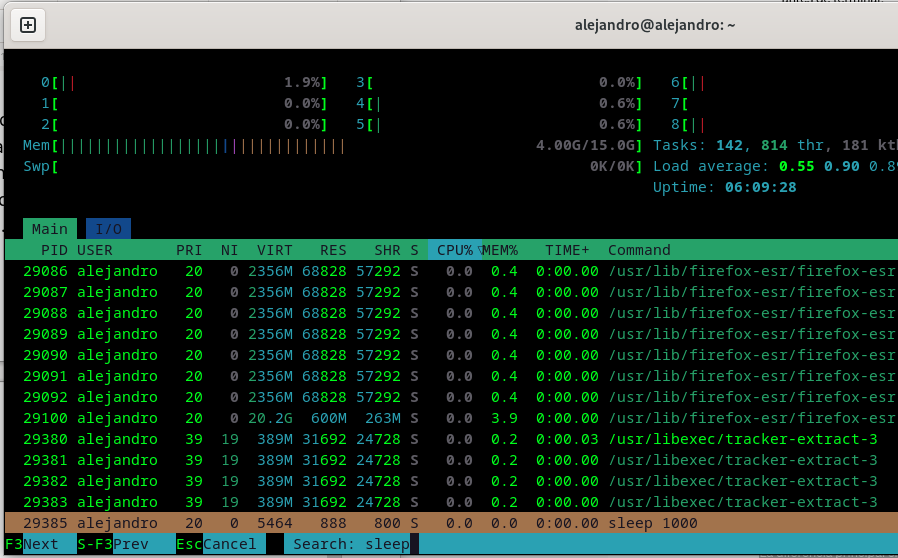 alejandro@alejandro: ~
0[|| 1.9%] 3[ 0.0%] 6[||
1[ 0.0%] 4[| 0.6%] 7[
2[ 0.0%] 5[| 0.6%] 8[||
Mem[|||||||||||||||||||||||||||||||| 4.00G/15.0G] Tasks: 142, 814 thr, 181 kth
Swp[ 0K/0K] Load average: 0.55 0.90 0.89
Uptime: 06:09:28
Main I/O
PID USER PRI NI VIRT RES SHR S CPU%▽MEM% TIME+ Command
29086 alejandro 20 0 2356M 68828 57292 S 0.0 0.4 0:00.00 /usr/lib/firefox-esr/firefox-esr
29087 alejandro 20 0 2356M 68828 57292 S 0.0 0.4 0:00.00 /usr/lib/firefox-esr/firefox-esr
29088 alejandro 20 0 2356M 68828 57292 S 0.0 0.4 0:00.00 /usr/lib/firefox-esr/firefox-esr
29089 alejandro 20 0 2356M 68828 57292 S 0.0 0.4 0:00.00 /usr/lib/firefox-esr/firefox-esr
29090 alejandro 20 0 2356M 68828 57292 S 0.0 0.4 0:00.00 /usr/lib/firefox-esr/firefox-esr
29091 alejandro 20 0 2356M 68828 57292 S 0.0 0.4 0:00.00 /usr/lib/firefox-esr/firefox-esr
29092 alejandro 20 0 2356M 68828 57292 S 0.0 0.4 0:00.00 /usr/lib/firefox-esr/firefox-esr
29100 alejandro 20 0 20.2G 600M 263M S 0.0 3.9 0:00.00 /usr/lib/firefox-esr/firefox-esr
29380 alejandro 39 19 389M 31692 24728 S 0.0 0.2 0:00.03 /usr/libexec/tracker-extract-3
29381 alejandro 39 19 389M 31692 24728 S 0.0 0.2 0:00.00 /usr/libexec/tracker-extract-3
29382 alejandro 39 19 389M 31692 24728 S 0.0 0.2 0:00.00 /usr/libexec/tracker-extract-3
29383 alejandro 39 19 389M 31692 24728 S 0.0 0.2 0:00.00 /usr/libexec/tracker-extract-3
29385 alejandro 20 0 5464 888 800 S 0.0 0.0 0:00.00 sleep 1000
F3Next S-F3Prev EscCancel Search: sleep